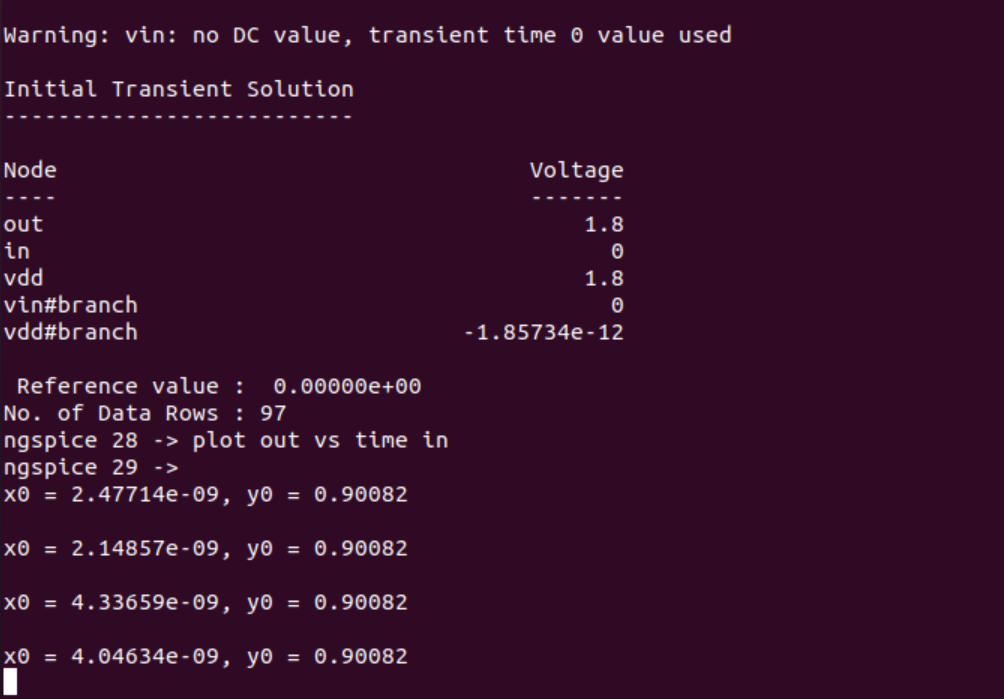 Warning: vin: no DC value, transient time 0 value used
Initial Transient Solution
--------------------------
Node Voltage
---- -------
out 1.8
in 0
vdd 1.8
vin#branch 0
vdd#branch -1.85734e-12
Reference value : 0.00000e+00
No. of Data Rows : 97
ngspice 28 -> plot out vs time in
ngspice 29 ->
x0 = 2.47714e-09, y0 = 0.90082
x0 = 2.14857e-09, y0 = 0.90082
x0 = 4.33659e-09, y0 = 0.90082
x0 = 4.04634e-09, y0 = 0.90082